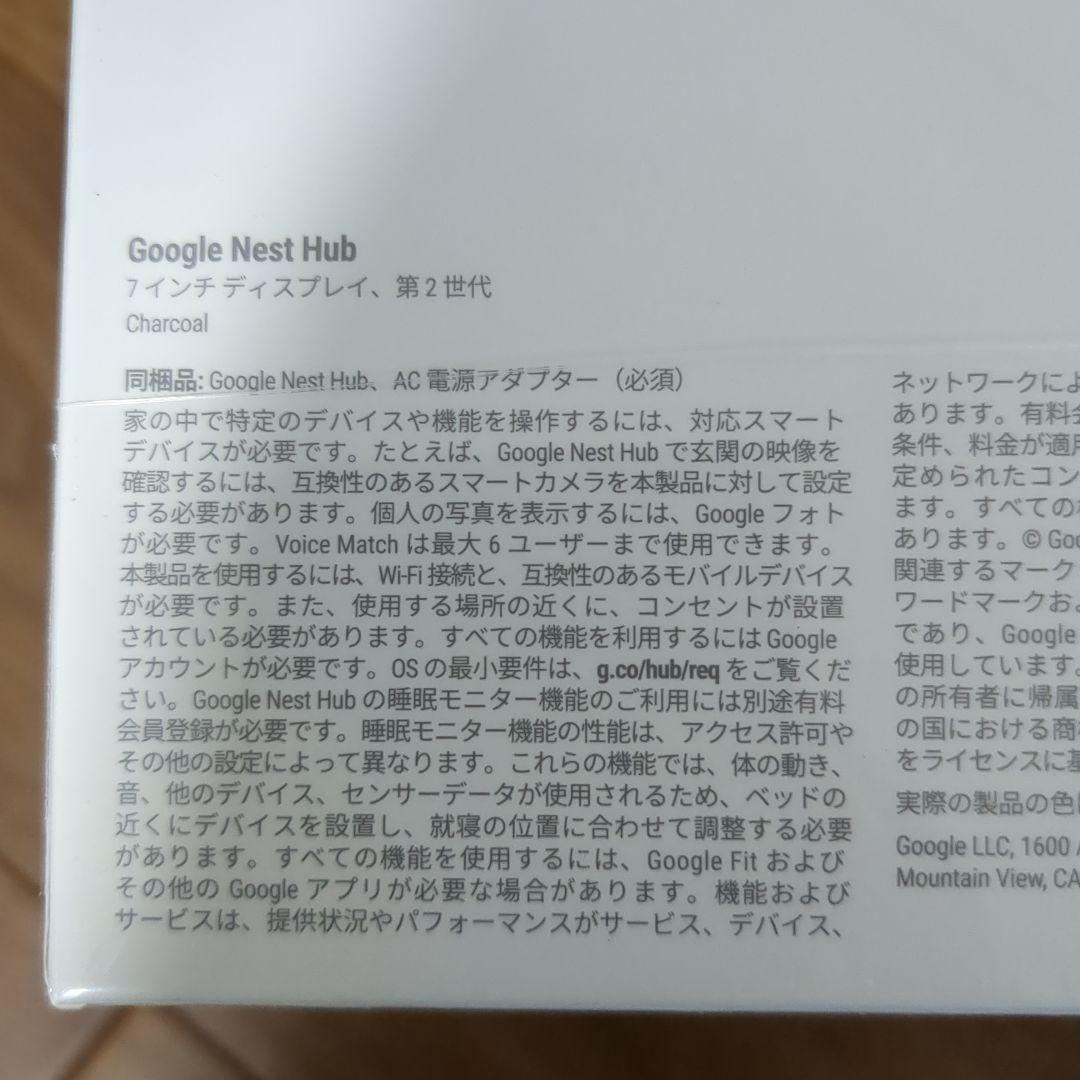 Google Nest Hub
7 インチ ディスプレイ、第 2 世代
Charcoal
同梱品: Google Nest Hub、AC 電源アダプター（必須）
家の中で特定のデバイスや機能を操作するには、対応スマート
デバイスが必要です。たとえば、Google Nest Hub で玄関の映像を
確認するには、互換性のあるスマートカメラを本製品に対して設定
する必要があります。個人の写真を表示するには、Google フォト
が必要です。Voice Match は最大 6 ユーザーまで使用できます。
本製品を使用するには、Wi-Fi 接続と、互換性のあるモバイルデバイス
が必要です。また、使用する場所の近くに、コンセントが設置
されている必要があります。すべての機能を利用するには Google
アカウントが必要です。OS の最小要件は、g.co/hub/req をご覧くだ
さい。Google Nest Hub の睡眠モニター機能のご利用には別途有料
会員登録が必要です。睡眠モニター機能の性能は、アクセス許可や
その他の設定によって異なります。これらの機能では、体の動き、
音、他のデバイス、センサーデータが使用されるため、ベッドの
近くにデバイスを設置し、就寝の位置に合わせて調整する必要
があります。すべての機能を使用するには、Google Fit および
その他の Google アプリが必要な場合があります。機能および
サービスは、提供状況やパフォーマンスがサービス、デバイス、
ネットワークによ
あります。有料会
条件、料金が適用
定められたコン
ます。すべての
あります。© Goo
関連するマーク
ワードマークおよ
であり、Google
使用しています。
の所有者に帰属
の国における商
をライセンスに基
実際の製品の色
Google LLC, 1600
Mountain View, CA